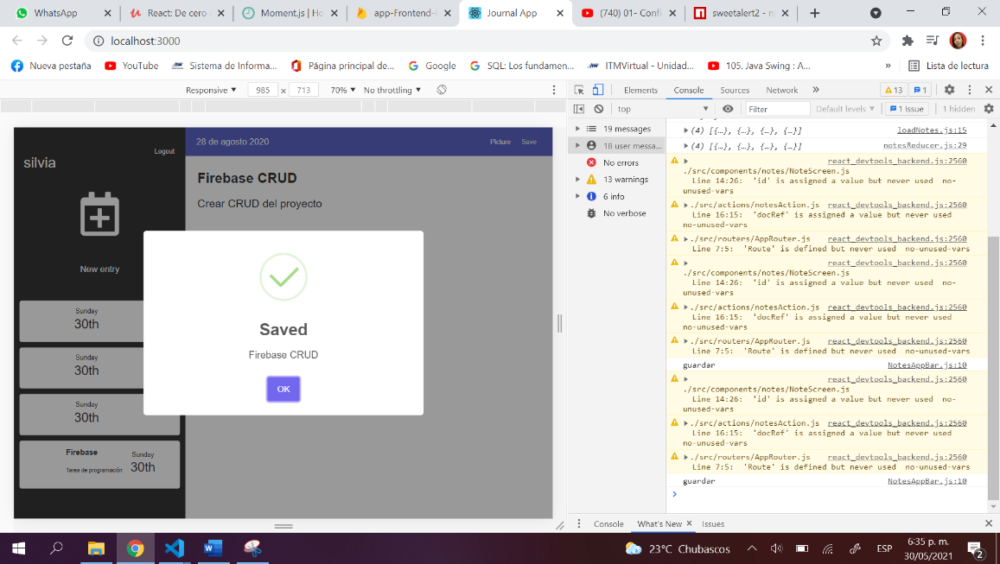 WhatsApp
React: De cero
Moment.js | Ho
app-Frontend-
Journal App
(740) 01- Confi
sweetalert2 - n
localhost:3000
Nueva pestaña
YouTube
Sistema de Informa...
Página principal de...
Google
SQL: Los fundamen...
ITMVirtual - Unidad...
105. Java Swing : A...
»
Lista de lectura
Responsive ▼ 985 x 713 70% ▼ No throttling ▼
Elements Console Sources Network » 13 1
top ▼ Filter Default levels ▼ 1 Issue 1 hidden
silvia
Logout
New entry
Sunday
30th
Sunday
30th
Sunday
30th
Firebase
Tarea de programación
Sunday
30th
28 de agosto 2020
Picture Save
Firebase CRUD
Crear CRUD del proyecto
Saved
Firebase CRUD
OK
19 messages
18 user messa...
No errors
13 warnings
6 info
No verbose
(4) [{…}, {…}, {…}, {…}] loadNotes.js:15
(4) [{…}, {…}, {…}, {…}] notesReducer.js:29
react_devtools_backend.js:2560
./src/components/notes/NoteScreen.js
Line 14:26: 'id' is assigned a value but never used no-
unused-vars
./src/actions/notesAction.js react_devtools_backend.js:2560
Line 16:15: 'docRef' is assigned a value but never used
no-unused-vars
./src/routers/AppRouter.js react_devtools_backend.js:2560
Line 7:5: 'Route' is defined but never used no-unused-vars
react_devtools_backend.js:2560
./src/components/notes/NoteScreen.js
Line 14:26: 'id' is assigned a value but never used no-
unused-vars
./src/actions/notesAction.js react_devtools_backend.js:2560
Line 16:15: 'docRef' is assigned a value but never used
no-unused-vars
./src/routers/AppRouter.js react_devtools_backend.js:2560
Line 7:5: 'Route' is defined but never used no-unused-vars
guardar NotesAppBar.js:10
react_devtools_backend.js:2560
./src/components/notes/NoteScreen.js
Line 14:26: 'id' is assigned a value but never used no-
unused-vars
./src/actions/notesAction.js react_devtools_backend.js:2560
Line 16:15: 'docRef' is assigned a value but never used
no-unused-vars
./src/routers/AppRouter.js react_devtools_backend.js:2560
Line 7:5: 'Route' is defined but never used no-unused-vars
guardar NotesAppBar.js:10
Console What's New Issues
23°C Chubascos
ESP
6:35 p. m.
30/05/2021
2